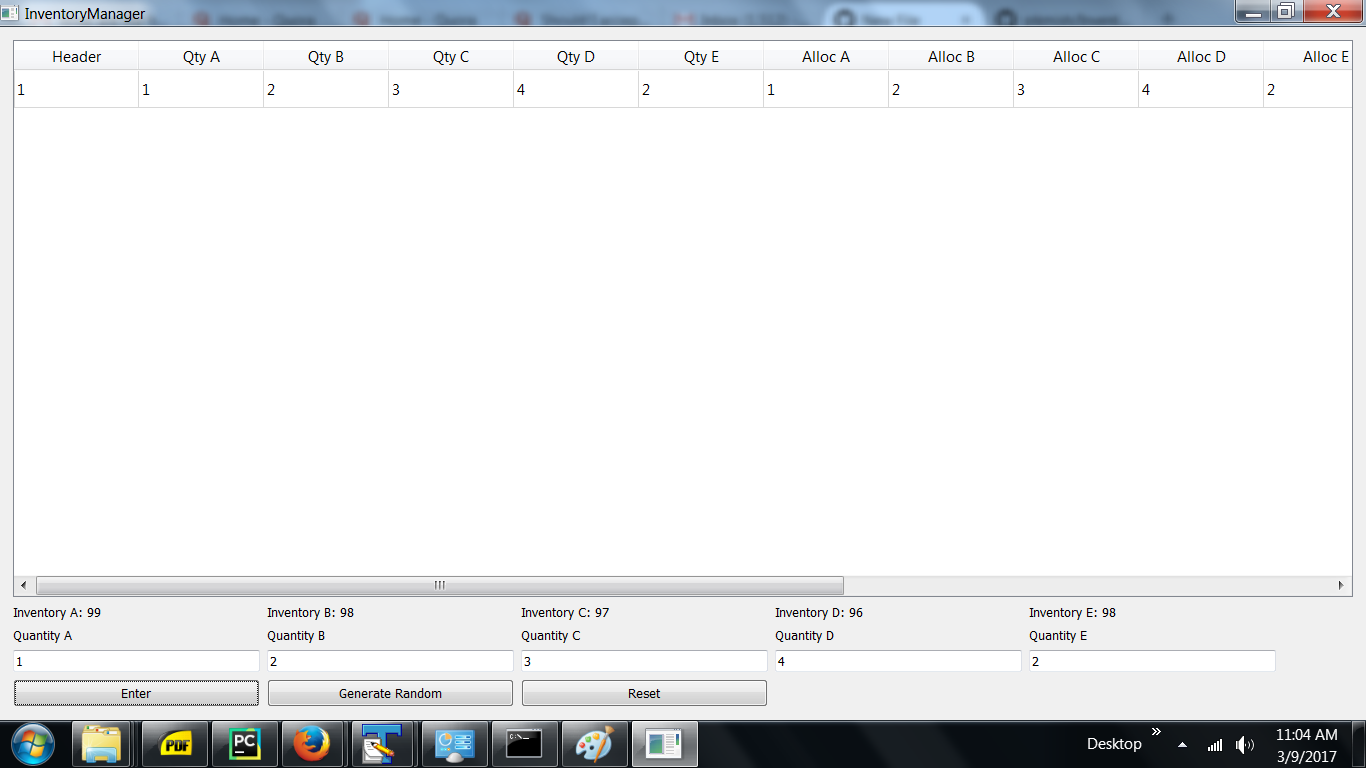 InventoryManager
Header Qty A Qty B Qty C Qty D Qty E Alloc A Alloc B Alloc C Alloc D Alloc E
1 1 2 3 4 2 1 2 3 4 2
Inventory A: 99 Inventory B: 98 Inventory C: 97 Inventory D: 96 Inventory E: 98
Quantity A Quantity B Quantity C Quantity D Quantity E
1 2 3 4 2
Enter Generate Random Reset
PDF PC Desktop 11:04 AM
3/9/2017